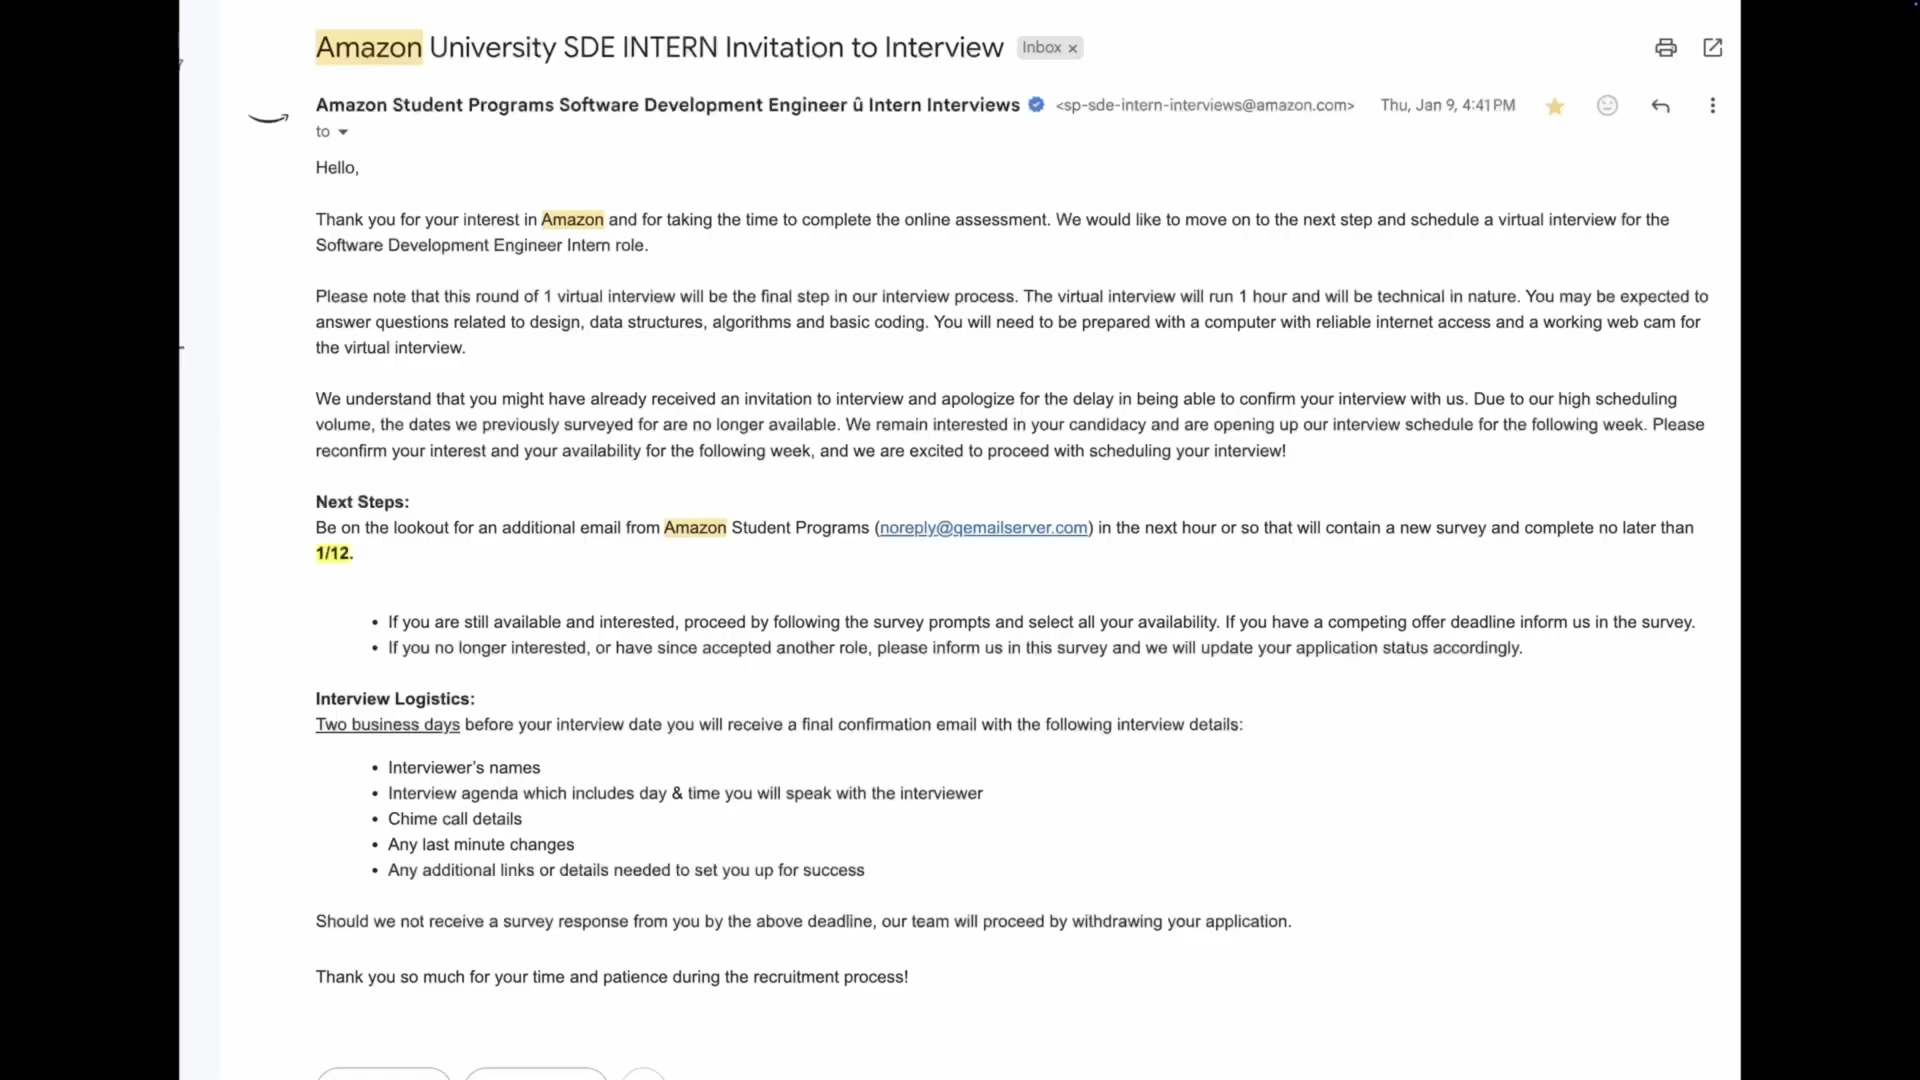 Amazon University SDE INTERN Invitation to Interview Inbox ×
Amazon Student Programs Software Development Engineer û Intern Interviews <sp-sde-intern-interviews@amazon.com> Thu, Jan 9, 4:41 PM
to
Hello,
Thank you for your interest in Amazon and for taking the time to complete the online assessment. We would like to move on to the next step and schedule a virtual interview for the
Software Development Engineer Intern role.
Please note that this round of 1 virtual interview will be the final step in our interview process. The virtual interview will run 1 hour and will be technical in nature. You may be expected to
answer questions related to design, data structures, algorithms and basic coding. You will need to be prepared with a computer with reliable internet access and a working web cam for
the virtual interview.
We understand that you might have already received an invitation to interview and apologize for the delay in being able to confirm your interview with us. Due to our high scheduling
volume, the dates we previously surveyed for are no longer available. We remain interested in your candidacy and are opening up our interview schedule for the following week. Please
reconfirm your interest and your availability for the following week, and we are excited to proceed with scheduling your interview!
Next Steps:
Be on the lookout for an additional email from Amazon Student Programs (noreply@qemailserver.com) in the next hour or so that will contain a new survey and complete no later than
1/12.
• If you are still available and interested, proceed by following the survey prompts and select all your availability. If you have a competing offer deadline inform us in the survey.
• If you no longer interested, or have since accepted another role, please inform us in this survey and we will update your application status accordingly.
Interview Logistics:
Two business days before your interview date you will receive a final confirmation email with the following interview details:
• Interviewer’s names
• Interview agenda which includes day & time you will speak with the interviewer
• Chime call details
• Any last minute changes
• Any additional links or details needed to set you up for success
Should we not receive a survey response from you by the above deadline, our team will proceed by withdrawing your application.
Thank you so much for your time and patience during the recruitment process!